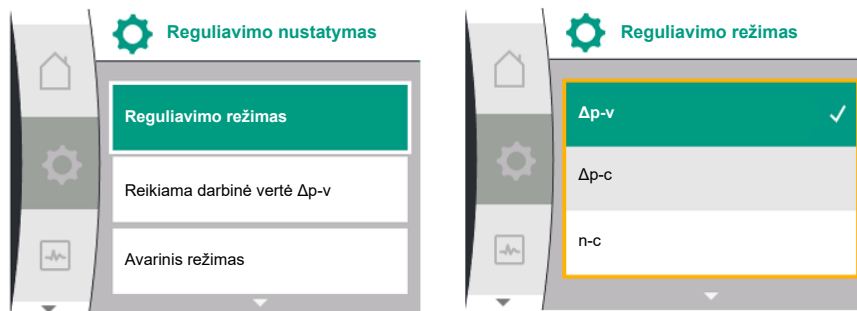 Reguliavimo nustatymas
Reguliavimo režimas
Reikiama darbinė vertė Δp-v
Avarinis režimas
Reguliavimo režimas
Δp-v
Δp-c
n-c